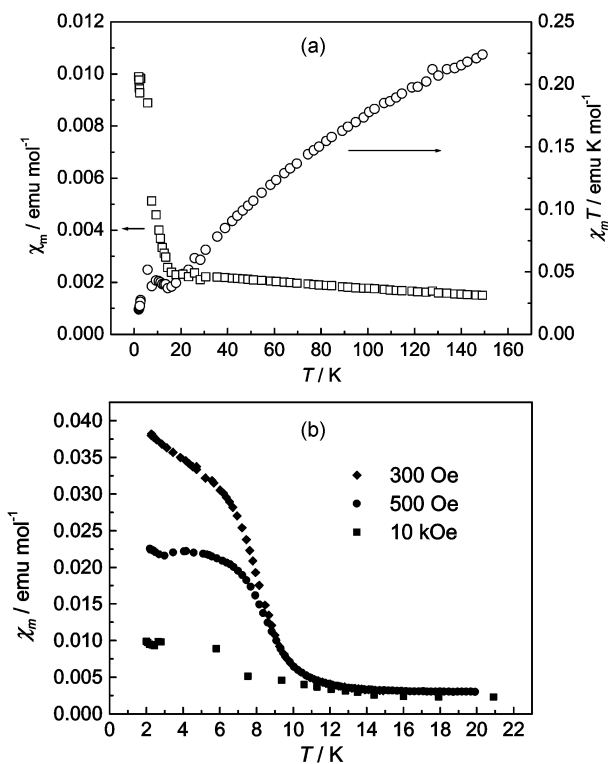 (a)
0.012
0.010
0.008
0.006
0.004
0.002
0.000
χm / emu mol⁻¹
0.25
0.20
0.15
0.10
0.05
0.00
χmT / emu K mol⁻¹
0 20 40 60 80 100 120 140 160
T / K
(b)
0.040
0.035
0.030
0.025
0.020
0.015
0.010
0.005
0.000
χm / emu mol⁻¹
300 Oe
500 Oe
10 kOe
0 2 4 6 8 10 12 14 16 18 20 22
T / K